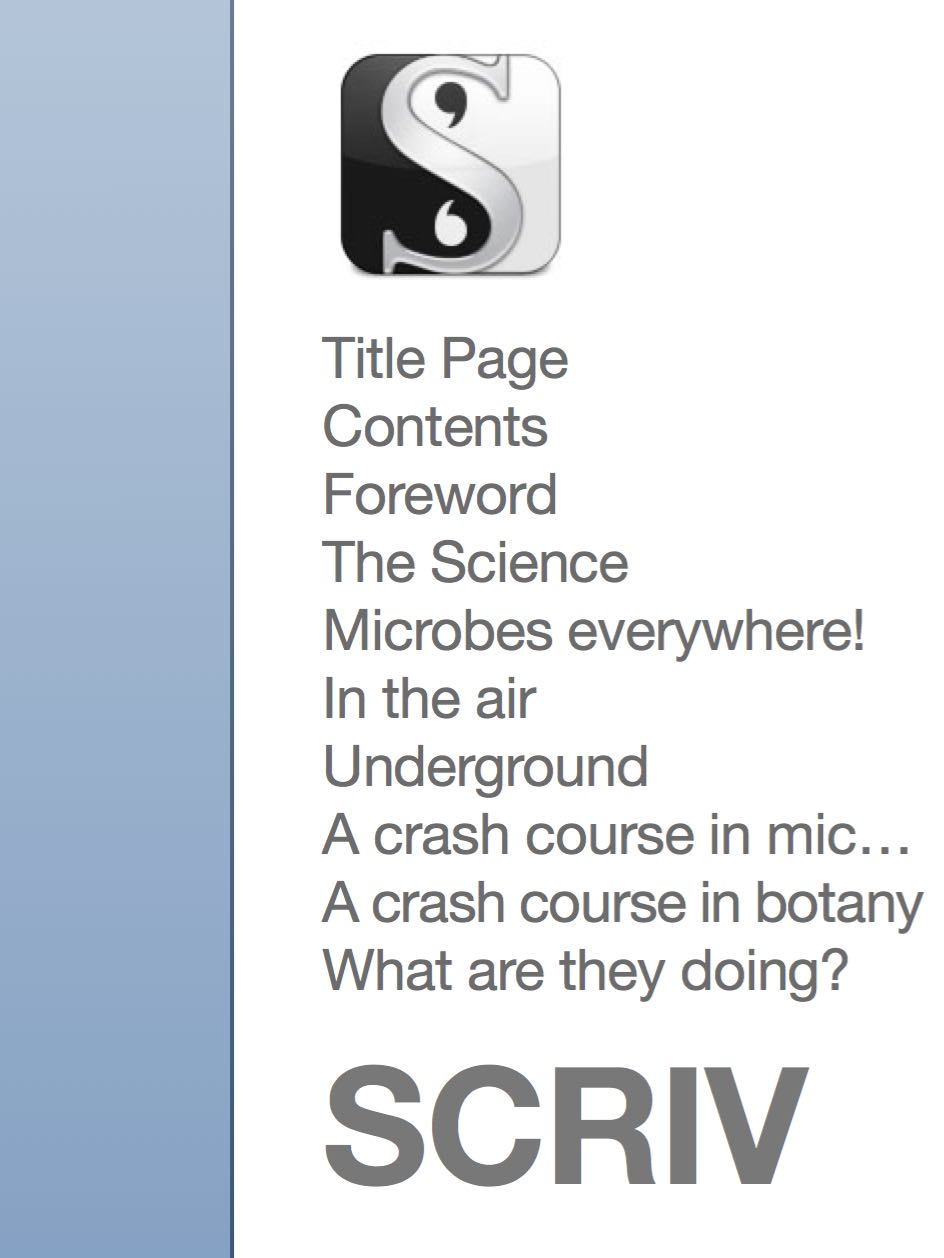 Title Page
Contents
Foreword
The Science
Microbes everywhere!
In the air
Underground
A crash course in mic…
A crash course in botany
What are they doing?
SCRIV